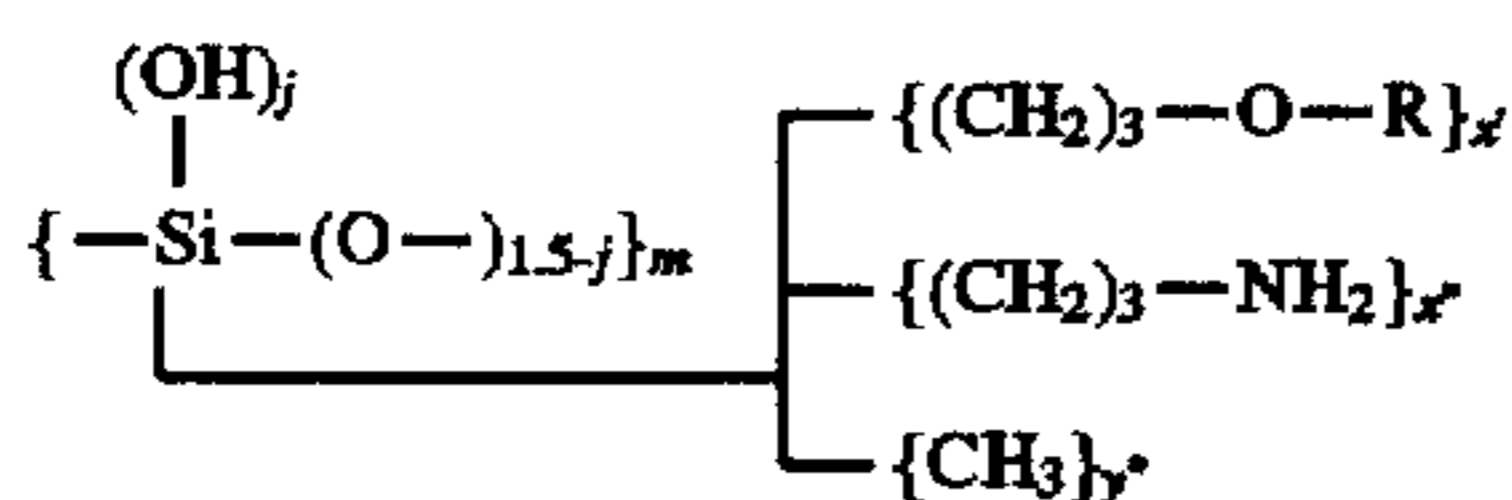 (OH)j
{(CH2)3—O—R}x'
{—Si—(O—)1.5-j}m
{(CH2)3—NH2}x"
{CH3}y"